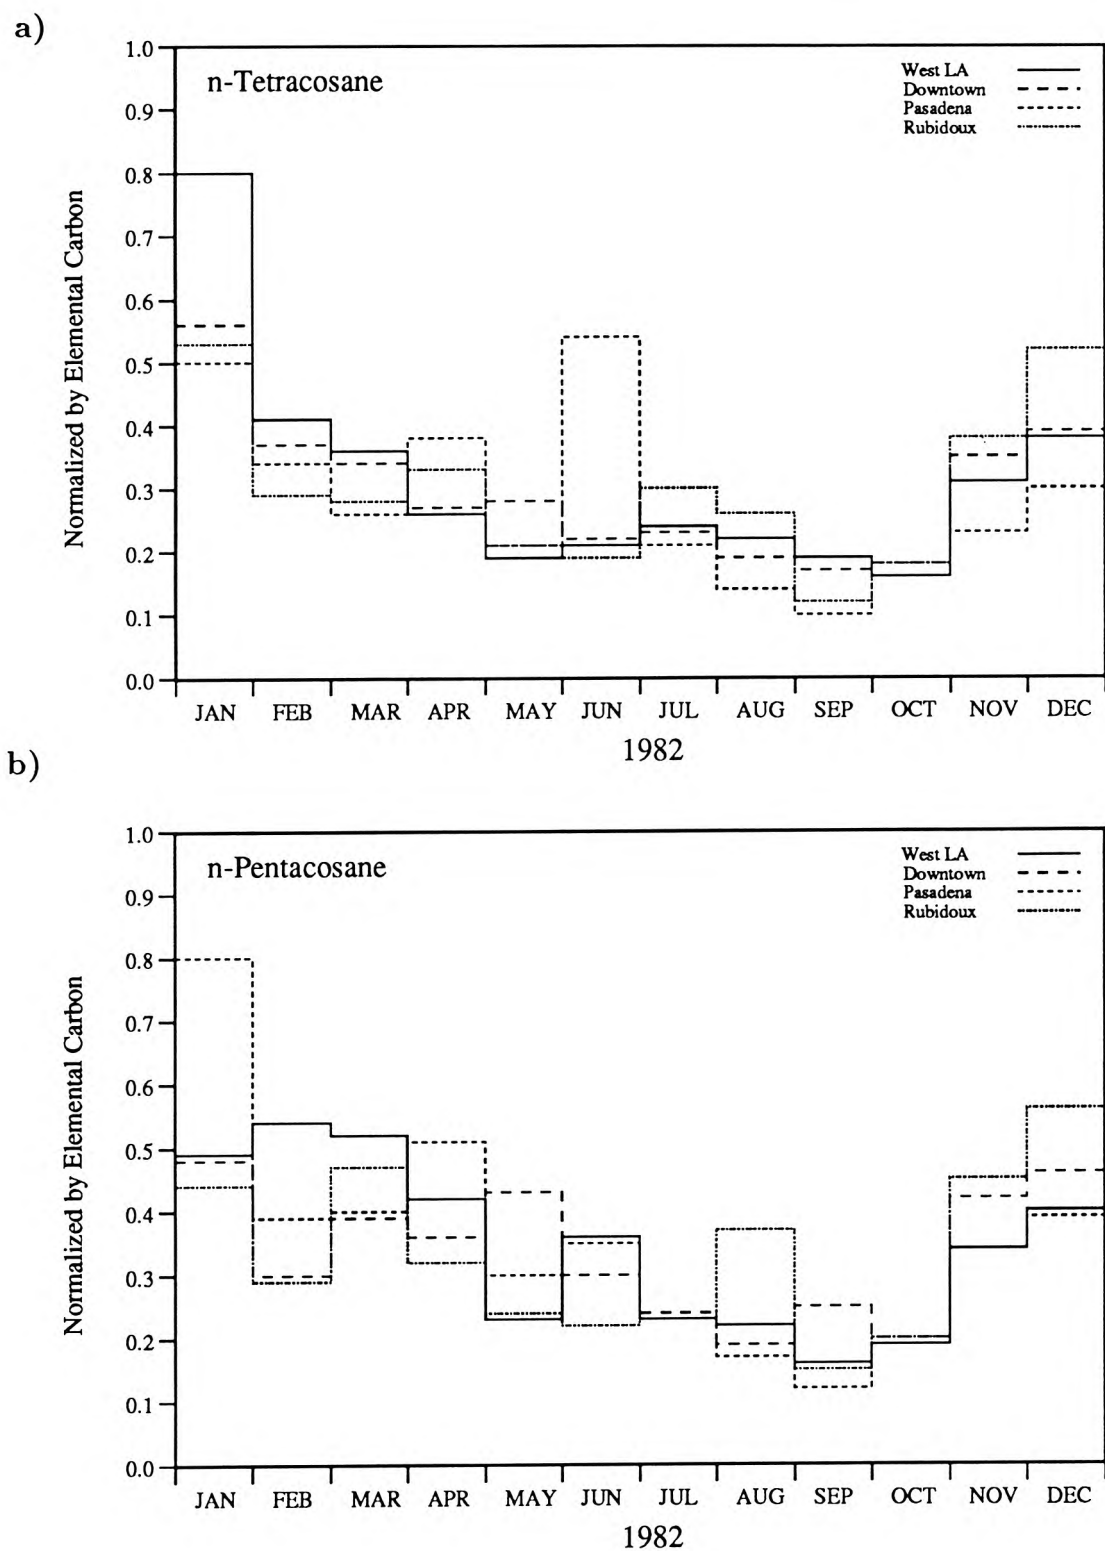 a)
n-Tetracosane
West LA
Downtown
Pasadena
Rubidoux
Normalized by Elemental Carbon
1.0
0.9
0.8
0.7
0.6
0.5
0.4
0.3
0.2
0.1
0.0
JAN FEB MAR APR MAY JUN JUL AUG SEP OCT NOV DEC
1982
b)
n-Pentacosane
West LA
Downtown
Pasadena
Rubidoux
Normalized by Elemental Carbon
1.0
0.9
0.8
0.7
0.6
0.5
0.4
0.3
0.2
0.1
0.0
JAN FEB MAR APR MAY JUN JUL AUG SEP OCT NOV DEC
1982